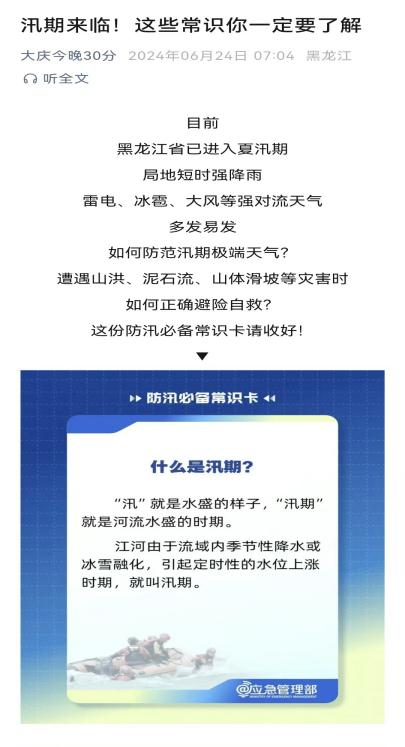 汛期来临！这些常识你一定要了解
大庆今晚30分 2024年06月24日 07:04 黑龙江
听全文
目前
黑龙江省已进入夏汛期
局地短时强降雨
雷电、冰雹、大风等强对流天气
多发易发
如何防范汛期极端天气？
遭遇山洪、泥石流、山体滑坡等灾害时
如何正确避险自救？
这份防汛必备常识卡请收好！
防汛必备常识卡
什么是汛期？
“汛”就是水盛的样子，“汛期”
就是河流水盛的时期。
江河由于流域内季节性降水或
冰雪融化，引起定时性的水位上涨
时期，就叫汛期。
@应急管理部
MINISTRY OF EMERGENCY MANAGEMENT